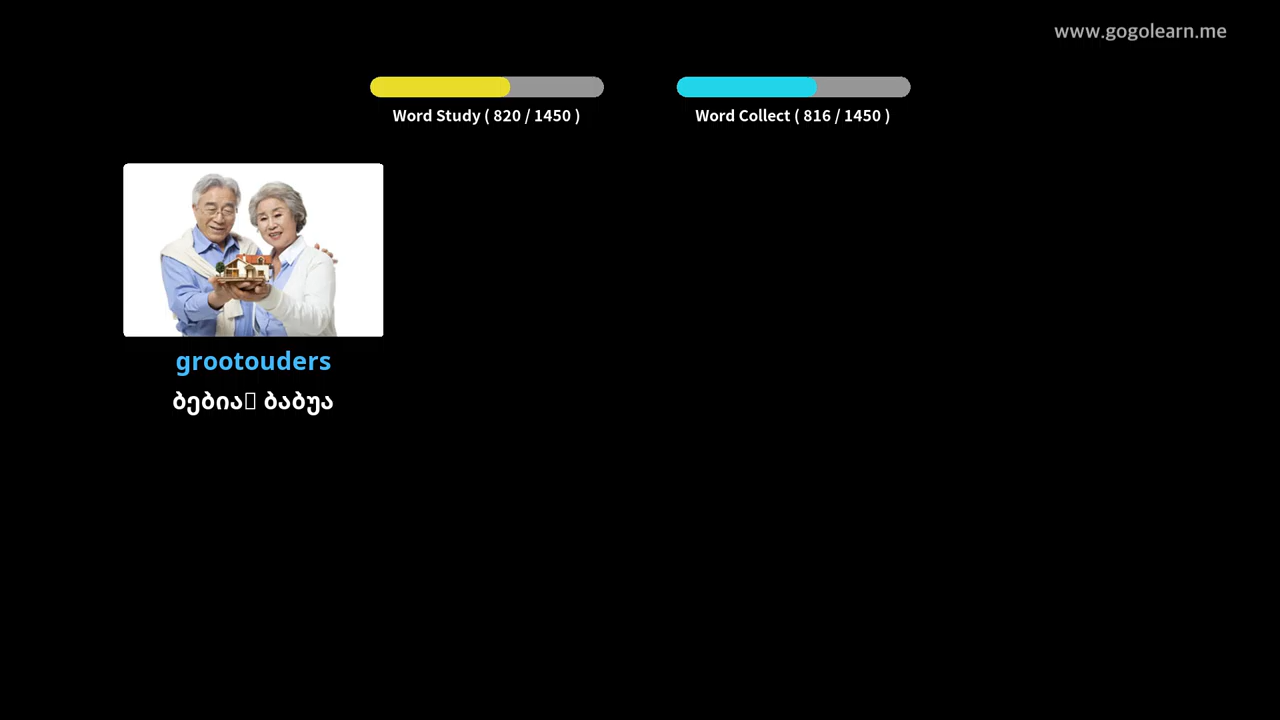 www.gogolearn.me
Word Study ( 820 / 1450 )
Word Collect ( 816 / 1450 )
grootouders
ბებია▯ ბაბუა